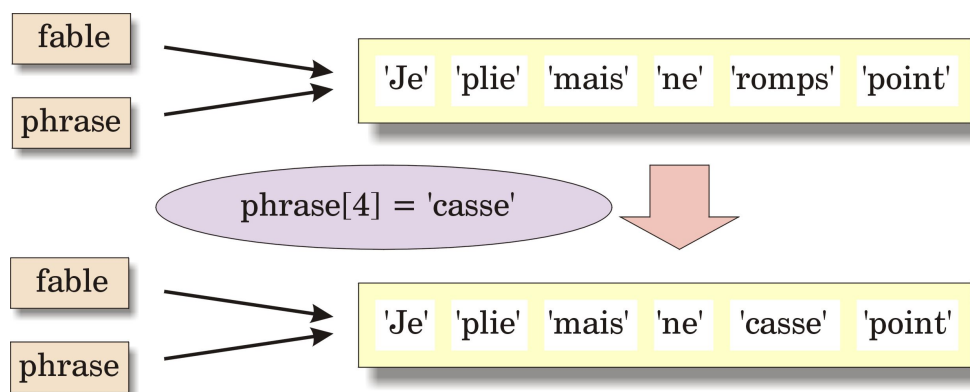 fable
'Je' 'plie' 'mais' 'ne' 'romps' 'point'
phrase
phrase[4] = 'casse'
fable
'Je' 'plie' 'mais' 'ne' 'casse' 'point'
phrase